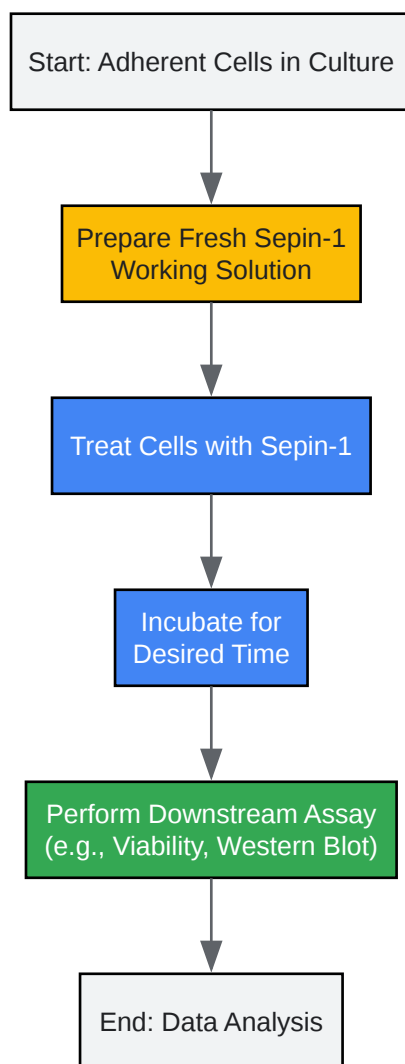 Start: Adherent Cells in Culture
Prepare Fresh Sepin-1
Working Solution
Treat Cells with Sepin-1
Incubate for
Desired Time
Perform Downstream Assay
(e.g., Viability, Western Blot)
End: Data Analysis